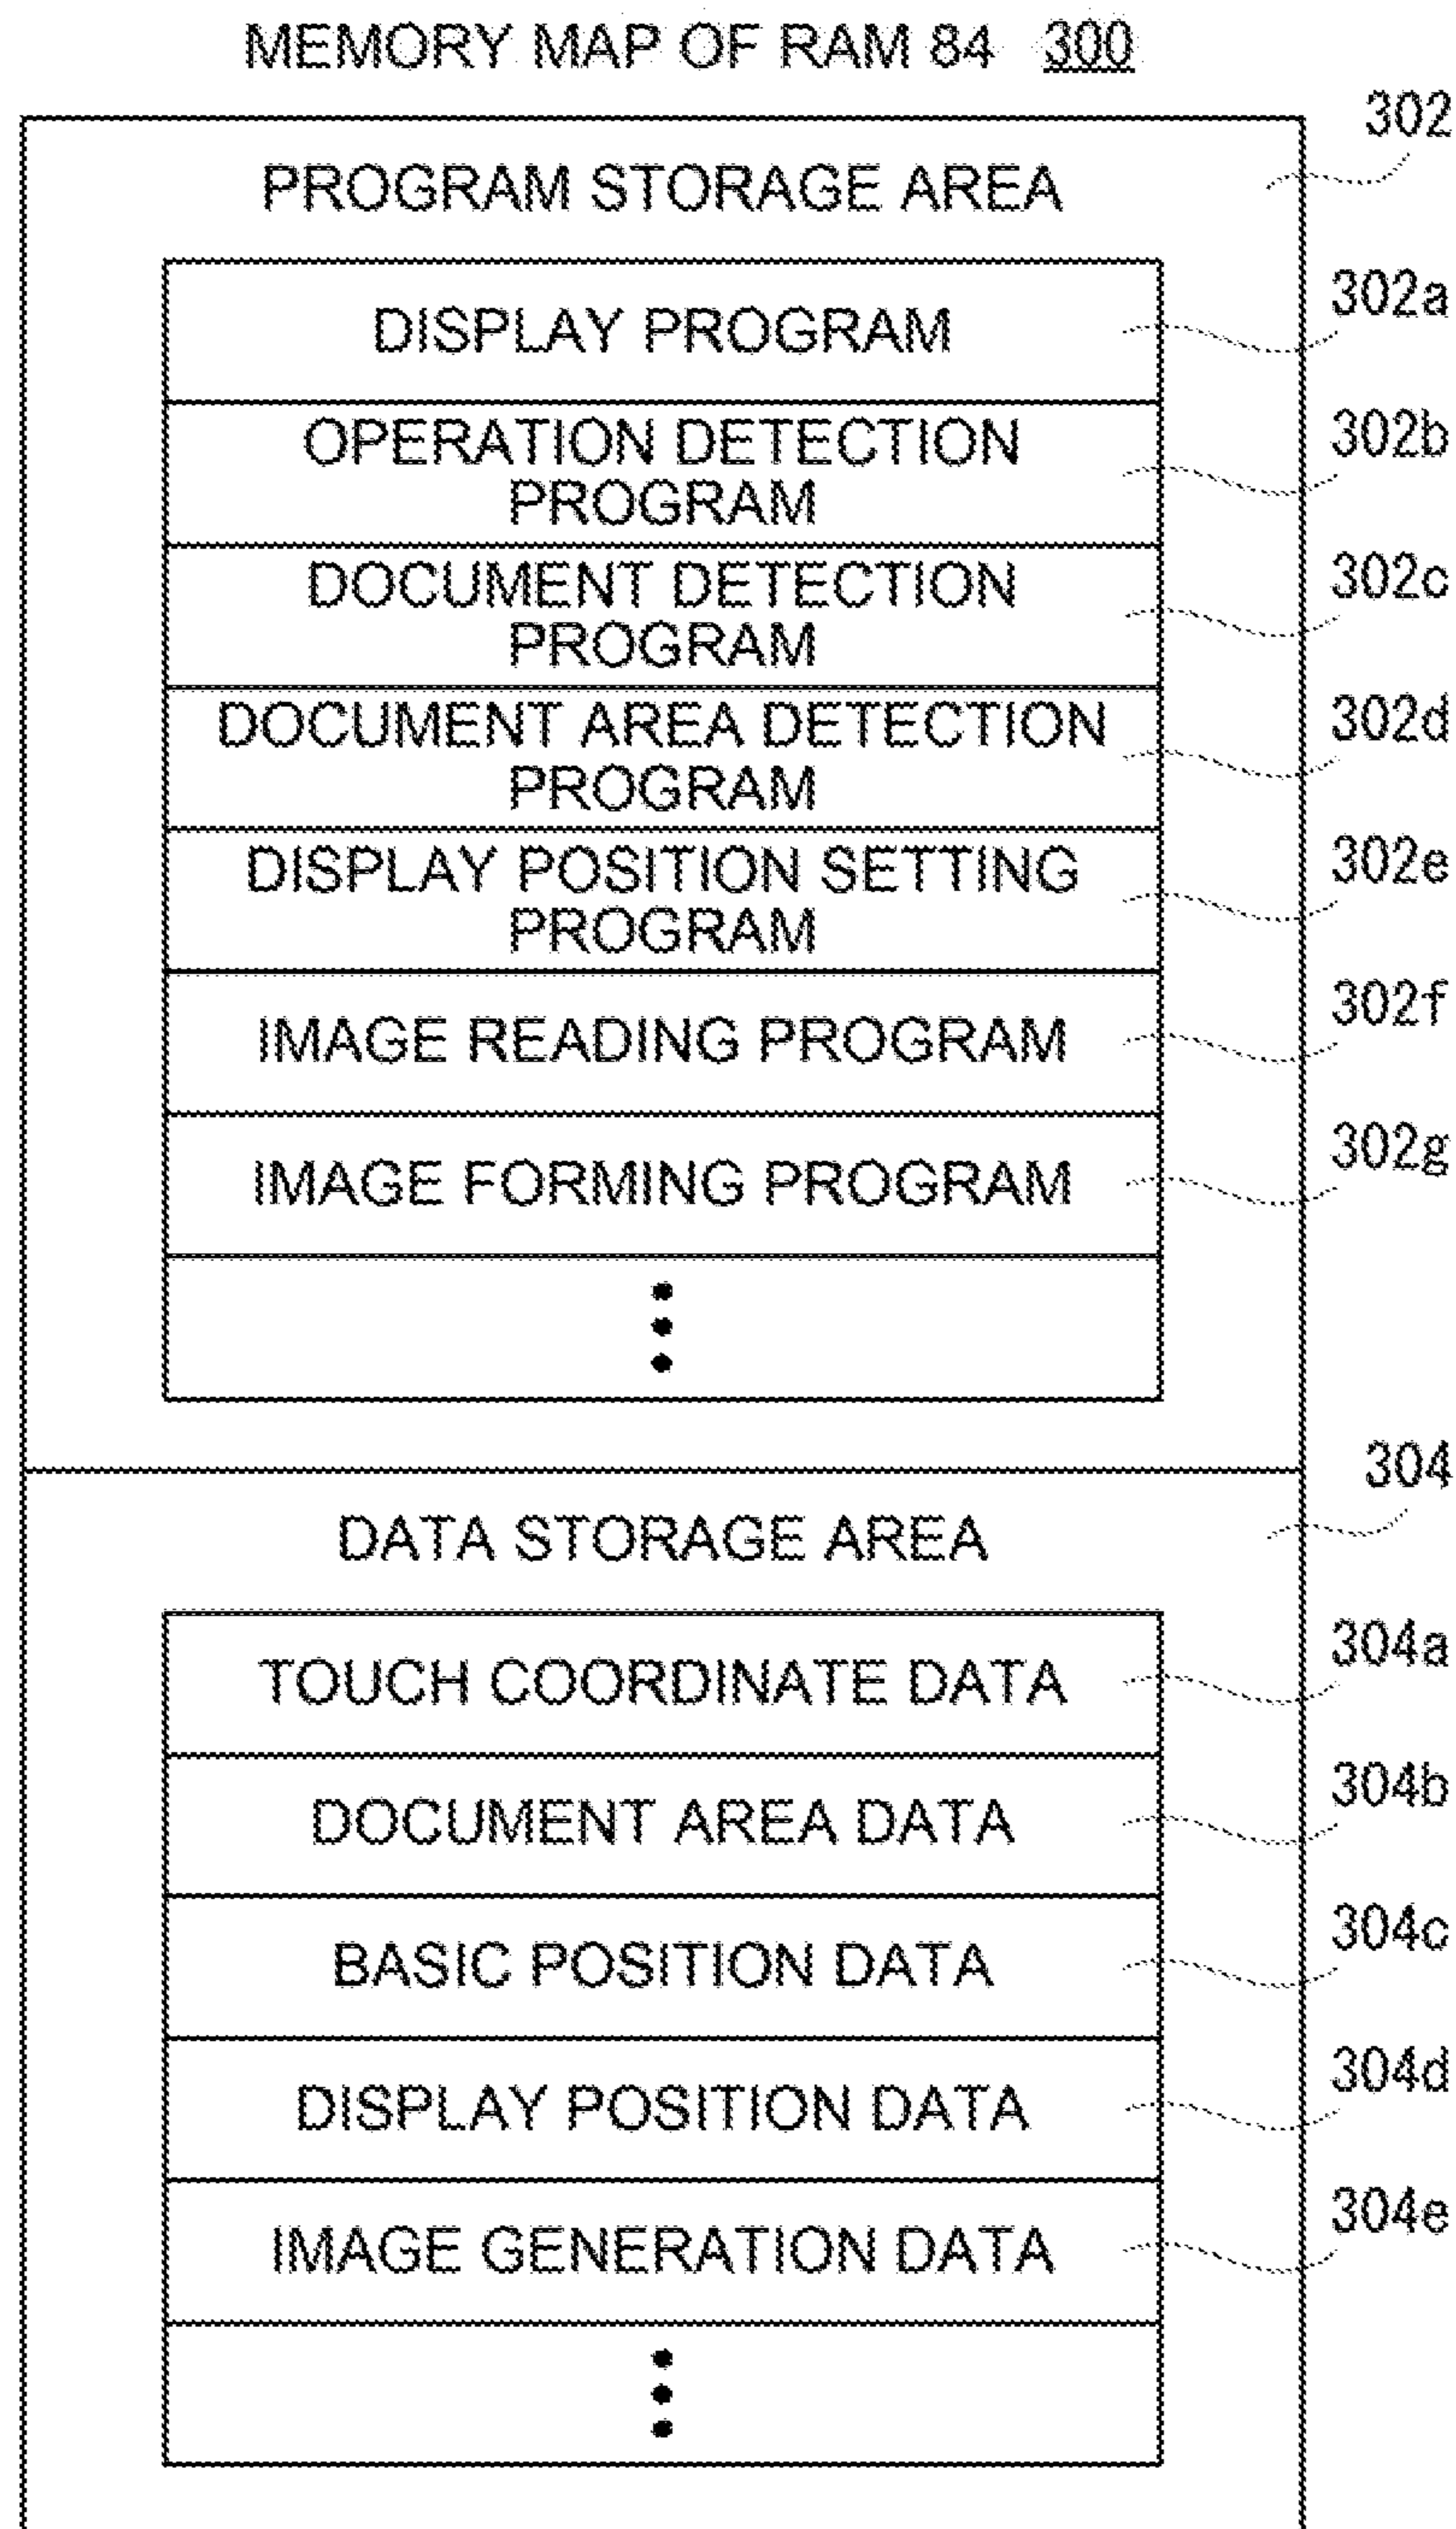 MEMORY MAP OF RAM 84 300
302
PROGRAM STORAGE AREA
302a
DISPLAY PROGRAM
302b
OPERATION DETECTION
PROGRAM
302c
DOCUMENT DETECTION
PROGRAM
302d
DOCUMENT AREA DETECTION
PROGRAM
302e
DISPLAY POSITION SETTING
PROGRAM
302f
IMAGE READING PROGRAM
302g
IMAGE FORMING PROGRAM
304
DATA STORAGE AREA
304a
TOUCH COORDINATE DATA
304b
DOCUMENT AREA DATA
304c
BASIC POSITION DATA
304d
DISPLAY POSITION DATA
304e
IMAGE GENERATION DATA